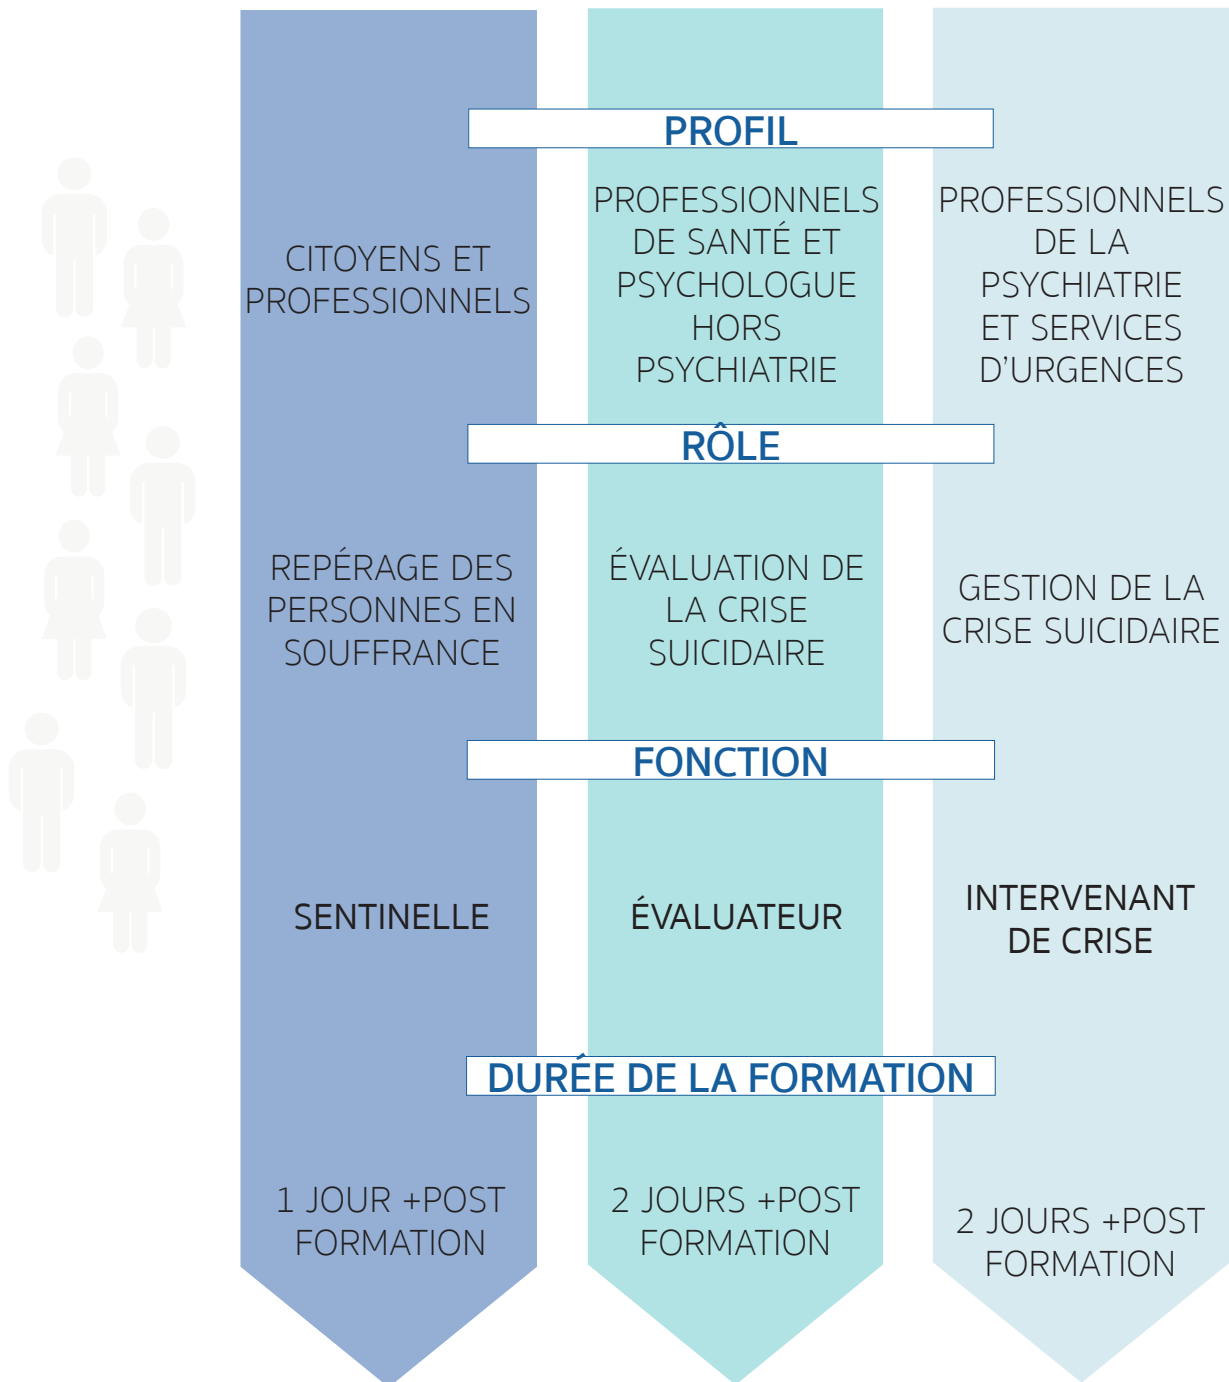 PROFIL
CITOYENS ET
PROFESSIONNELS
PROFESSIONNELS
DE SANTÉ ET
PSYCHOLOGUE
HORS
PSYCHIATRIE
PROFESSIONNELS
DE LA
PSYCHIATRIE
ET SERVICES
D'URGENCES
RÔLE
REPÉRAGE DES
PERSONNES EN
SOUFFRANCE
ÉVALUATION DE
LA CRISE
SUICIDAIRE
GESTION DE LA
CRISE SUICIDAIRE
FONCTION
SENTINELLE
ÉVALUATEUR
INTERVENANT
DE CRISE
DURÉE DE LA FORMATION
1 JOUR +POST
FORMATION
2 JOURS +POST
FORMATION
2 JOURS +POST
FORMATION